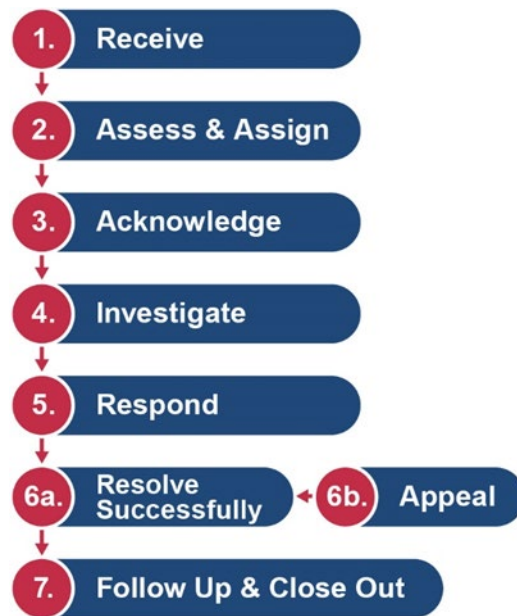 1. Receive
2. Assess & Assign
3. Acknowledge
4. Investigate
5. Respond
6a. Resolve
Successfully
6b. Appeal
7. Follow Up & Close Out